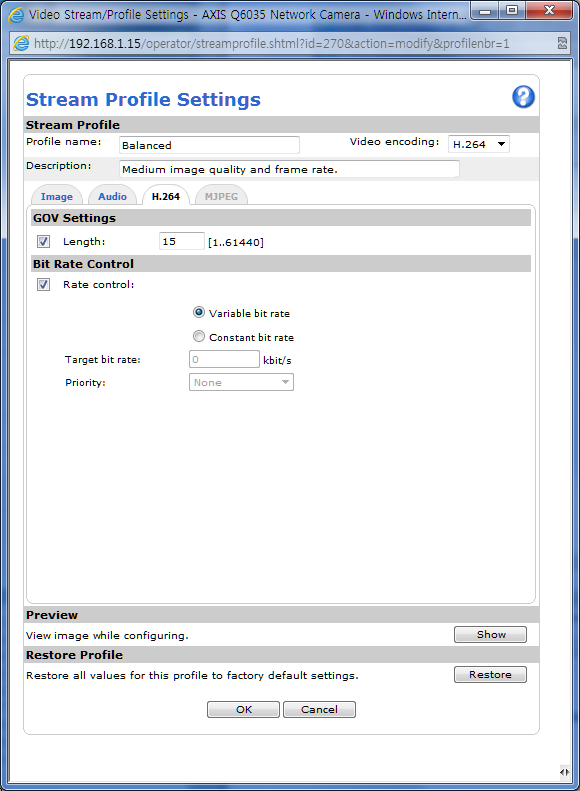 Video Stream/Profile Settings - AXIS Q6035 Network Camera - Windows Intern...
http://192.168.1.15/operator/streamprofile.shtml?id=270&action=modify&profilenbr=1
Stream Profile Settings
Stream Profile
Profile name: Balanced Video encoding: H.264
Description: Medium image quality and frame rate.
Image Audio H.264 MJPEG
GOV Settings
Length: 15 [1..61440]
Bit Rate Control
Rate control:
Variable bit rate
Constant bit rate
Target bit rate: 0 kbit/s
Priority: None
Preview
View image while configuring. Show
Restore Profile
Restore all values for this profile to factory default settings. Restore
OK Cancel